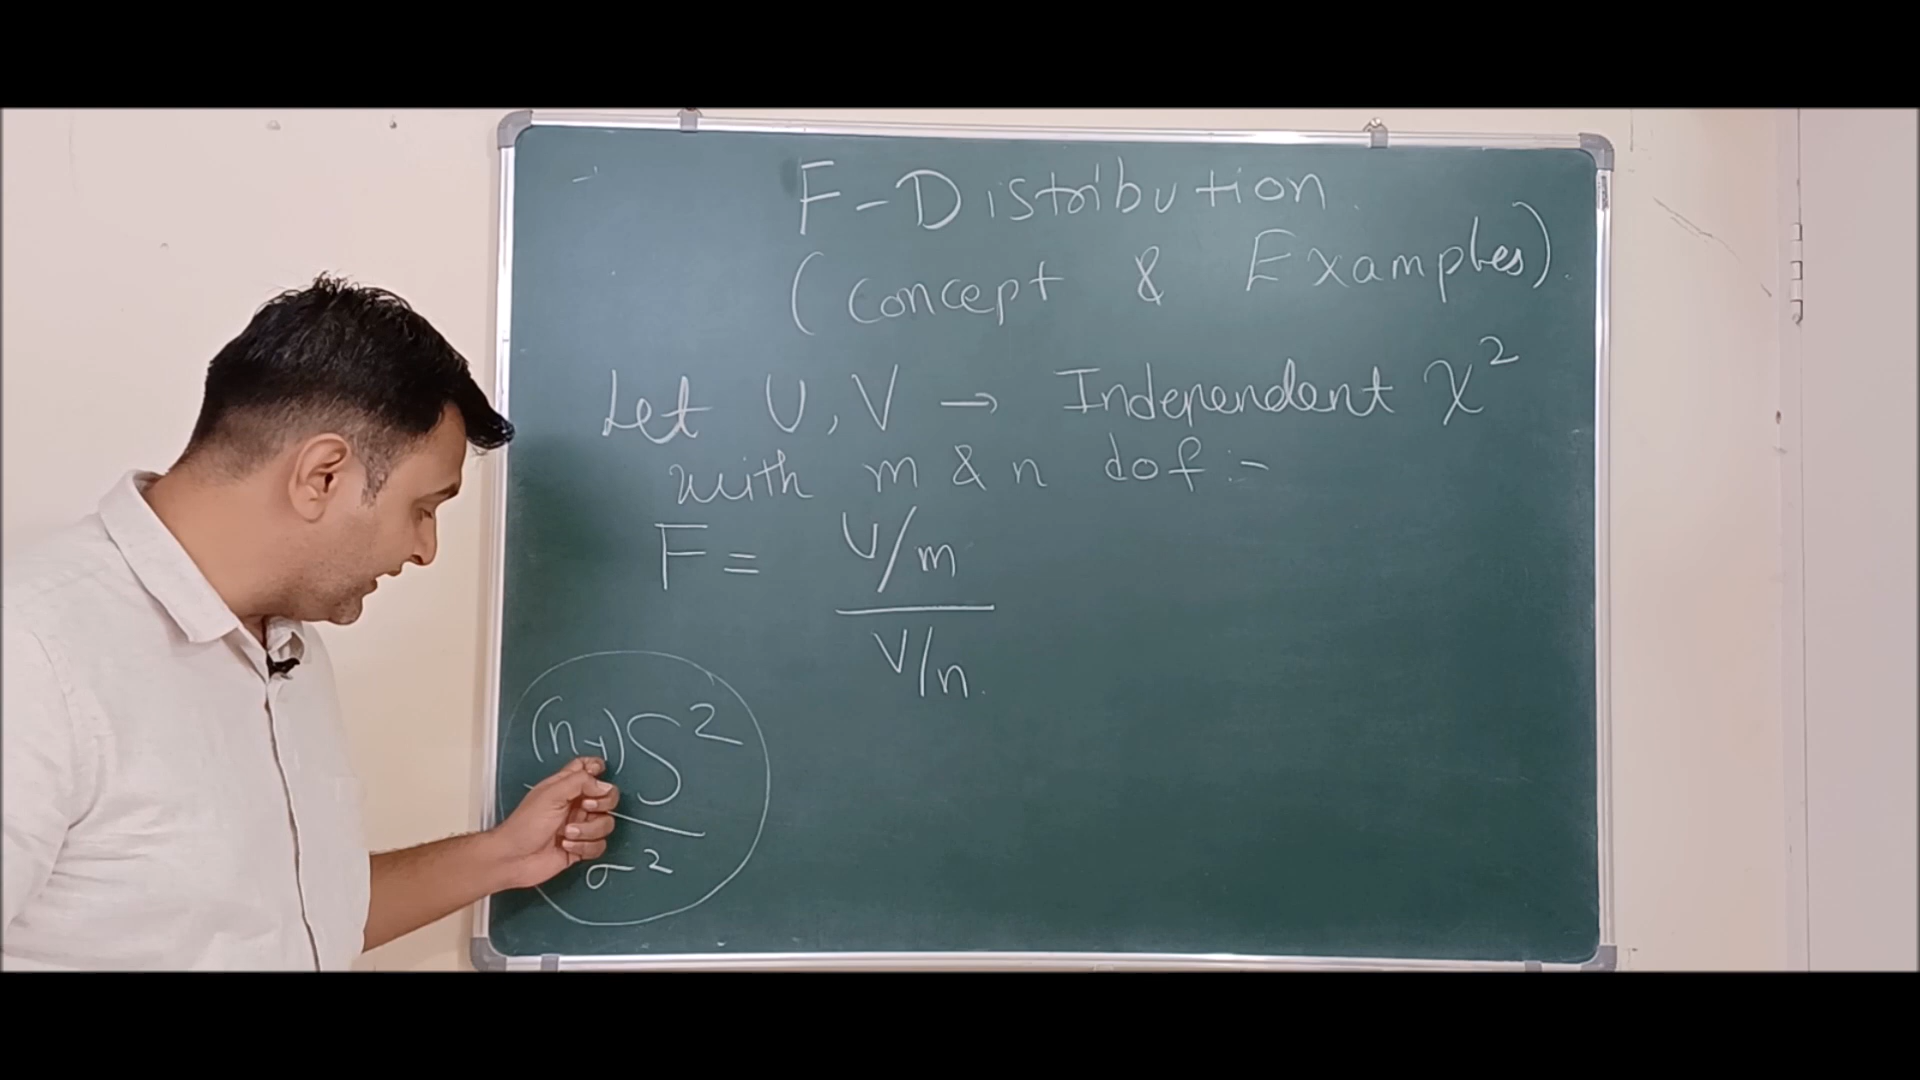 F-Distribution.
(Concept & Examples).
Let U, V → Independent χ²
with m & n dof :-
F = U/m
V/n.
(n-1)S²
σ²